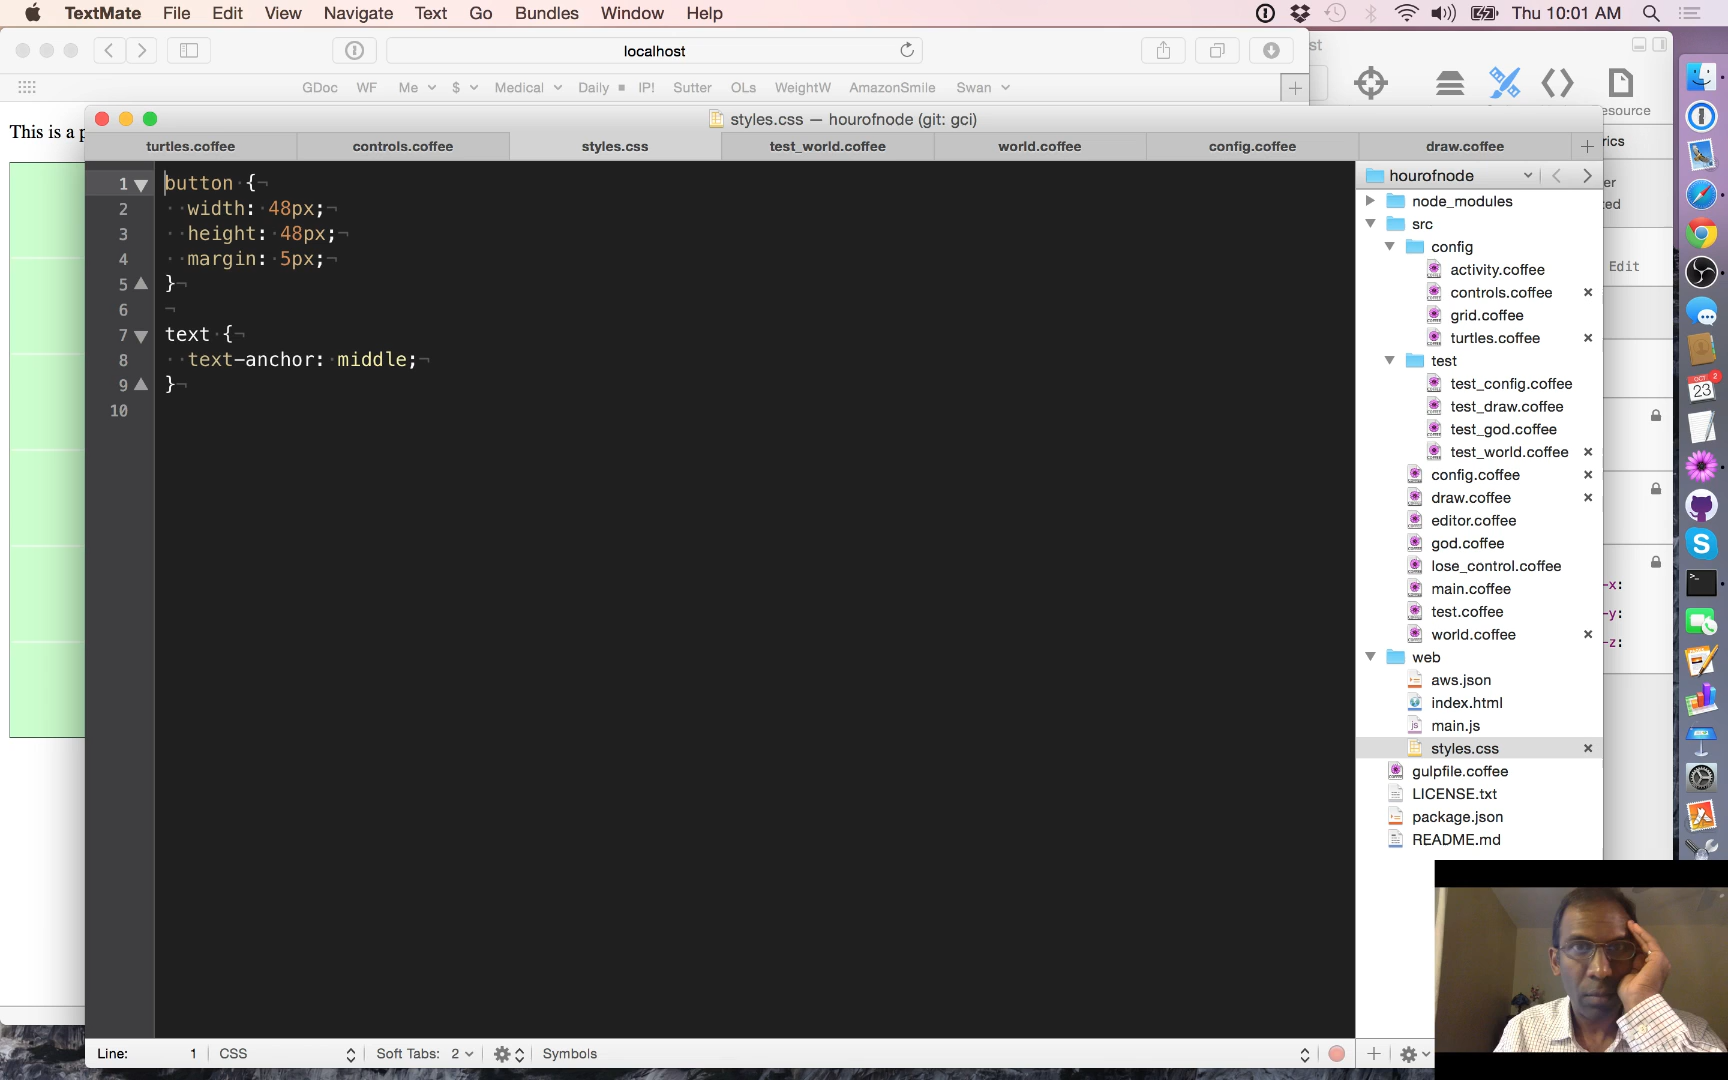 TextMate File Edit View Navigate Text Go Bundles Window Help Thu 10:01 AM
localhost
GDoc WF Me $ Medical Daily IP! Sutter OLs WeightW AmazonSmile Swan
This is a p
styles.css — hourofnode (git: gci)
turtles.coffee controls.coffee styles.css test_world.coffee world.coffee config.coffee draw.coffee
1 button {
2 width: 48px;
3 height: 48px;
4 margin: 5px;
5 }
6
7 text {
8 text-anchor: middle;
9 }
10
hourofnode
node_modules
src
config
activity.coffee
controls.coffee
grid.coffee
turtles.coffee
test
test_config.coffee
test_draw.coffee
test_god.coffee
test_world.coffee
config.coffee
draw.coffee
editor.coffee
god.coffee
lose_control.coffee
main.coffee
test.coffee
world.coffee
web
aws.json
index.html
main.js
styles.css
gulpfile.coffee
LICENSE.txt
package.json
README.md
st
esource
rics
er
ed
Edit
-x:
-y:
-z:
OCT 2
23
Line: 1 CSS Soft Tabs: 2 Symbols